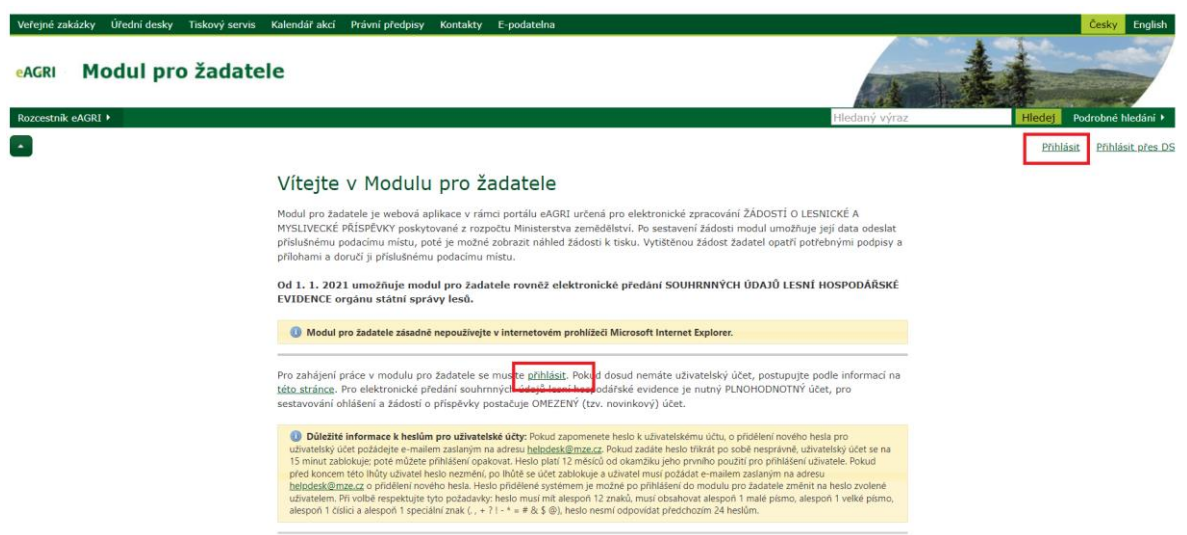 Veřejné zakázky Úřední desky Tiskový servis Kalendář akcí Právní předpisy Kontakty E-podatelna Česky English
eAGRI Modul pro žadatele
Rozcestník eAGRI Hledaný výraz Hledej Podrobné hledání
Přihlásit Přihlásit přes DS
Vítejte v Modulu pro žadatele
Modul pro žadatele je webová aplikace v rámci portálu eAGRI určená pro elektronické zpracování ŽÁDOSTÍ O LESNICKÉ A
MYSLIVECKÉ PŘÍSPĚVKY poskytované z rozpočtu Ministerstva zemědělství. Po sestavení žádosti modul umožňuje její data odeslat
příslušnému podacímu místu, poté je možné zobrazit náhled žádosti k tisku. Vytištěnou žádost žadatel opatří potřebnými podpisy a
přílohami a doručí ji příslušnému podacímu místu.
Od 1. 1. 2021 umožňuje modul pro žadatele rovněž elektronické předání SOUHRNNÝCH ÚDAJŮ LESNÍ HOSPODÁŘSKÉ
EVIDENCE orgánu státní správy lesů.
Modul pro žadatele zásadně nepoužívejte v internetovém prohlížeči Microsoft Internet Explorer.
Pro zahájení práce v modulu pro žadatele se musíte přihlásit. Pokud dosud nemáte uživatelský účet, postupujte podle informací na
této stránce. Pro elektronické předání souhrnných údajů lesní hospodářské evidence je nutný PLNOHODNOTNÝ účet, pro
sestavování ohlášení a žádostí o příspěvky postačuje OMEZENÝ (tzv. novinkový) účet.
Důležité informace k heslům pro uživatelské účty: Pokud zapomenete heslo k uživatelskému účtu, o přidělení nového hesla pro
uživatelský účet požádejte e-mailem zaslaným na adresu helpdesk@mze.cz. Pokud zadáte heslo třikrát po sobě nesprávně, uživatelský účet se na
15 minut zablokuje; poté můžete přihlášení opakovat. Heslo platí 12 měsíců od okamžiku jeho prvního použití pro přihlášení uživatele. Pokud
před koncem této lhůty uživatel heslo nezmění, po lhůtě se účet zablokuje a uživatel musí požádat e-mailem zaslaným na adresu
helpdesk@mze.cz o přidělení nového hesla. Heslo přidělené systémem je možné po přihlášení do modulu pro žadatele změnit na heslo zvolené
uživatelem. Při volbě respektujte tyto požadavky: heslo musí mít alespoň 12 znaků, musí obsahovat alespoň 1 malé písmo, alespoň 1 velké písmo,
alespoň 1 číslici a alespoň 1 speciální znak (. , + ? ! - * = # & $ @), heslo nesmí odpovídat předchozím 24 heslům.